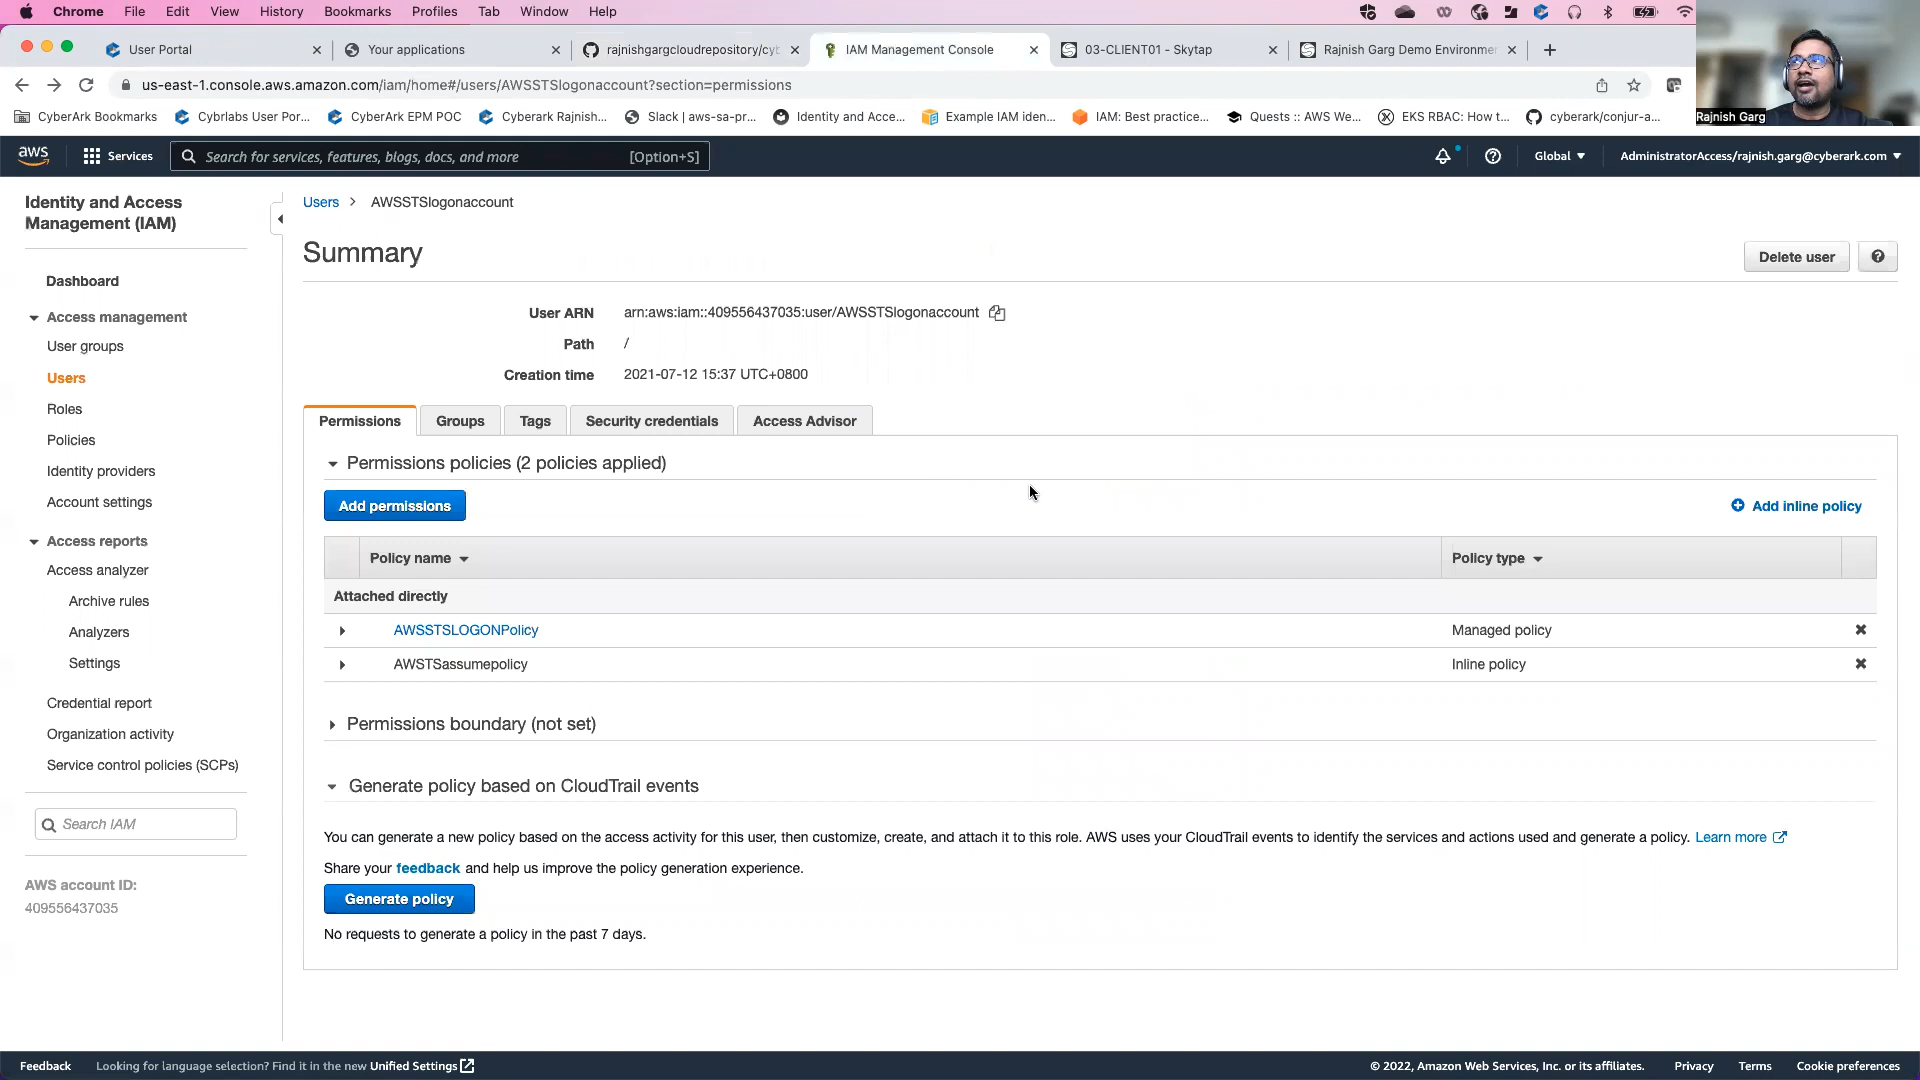 Chrome File Edit View History Bookmarks Profiles Tab Window Help
User Portal
Your applications
rajnishgargcloudrepository/cyb
IAM Management Console
03-CLIENT01 - Skytap
Rajnish Garg Demo Environme
us-east-1.console.aws.amazon.com/iam/home#/users/AWSSTSlogonaccount?section=permissions
CyberArk Bookmarks
Cybrlabs User Por...
CyberArk EPM POC
Cyberark Rajnish...
Slack | aws-sa-pr...
Identity and Acce...
Example IAM iden...
IAM: Best practice...
Quests :: AWS We...
EKS RBAC: How t...
cyberark/conjur-a...
Rajnish Garg
aws
Services
Search for services, features, blogs, docs, and more
[Option+S]
Global
AdministratorAccess/rajnish.garg@cyberark.com
Identity and Access
Management (IAM)
Dashboard
Access management
User groups
Users
Roles
Policies
Identity providers
Account settings
Access reports
Access analyzer
Archive rules
Analyzers
Settings
Credential report
Organization activity
Service control policies (SCPs)
Search IAM
AWS account ID:
409556437035
Users > AWSSTSlogonaccount
Summary
Delete user
User ARN arn:aws:iam::409556437035:user/AWSSTSlogonaccount
Path /
Creation time 2021-07-12 15:37 UTC+0800
Permissions Groups Tags Security credentials Access Advisor
Permissions policies (2 policies applied)
Add permissions
Add inline policy
Policy name Policy type
Attached directly
AWSSTSLOGONPolicy Managed policy
AWSTSassumepolicy Inline policy
Permissions boundary (not set)
Generate policy based on CloudTrail events
You can generate a new policy based on the access activity for this user, then customize, create, and attach it to this role. AWS uses your CloudTrail events to identify the services and actions used and generate a policy. Learn more
Share your feedback and help us improve the policy generation experience.
Generate policy
No requests to generate a policy in the past 7 days.
Feedback
Looking for language selection? Find it in the new Unified Settings
© 2022, Amazon Web Services, Inc. or its affiliates.
Privacy
Terms
Cookie preferences